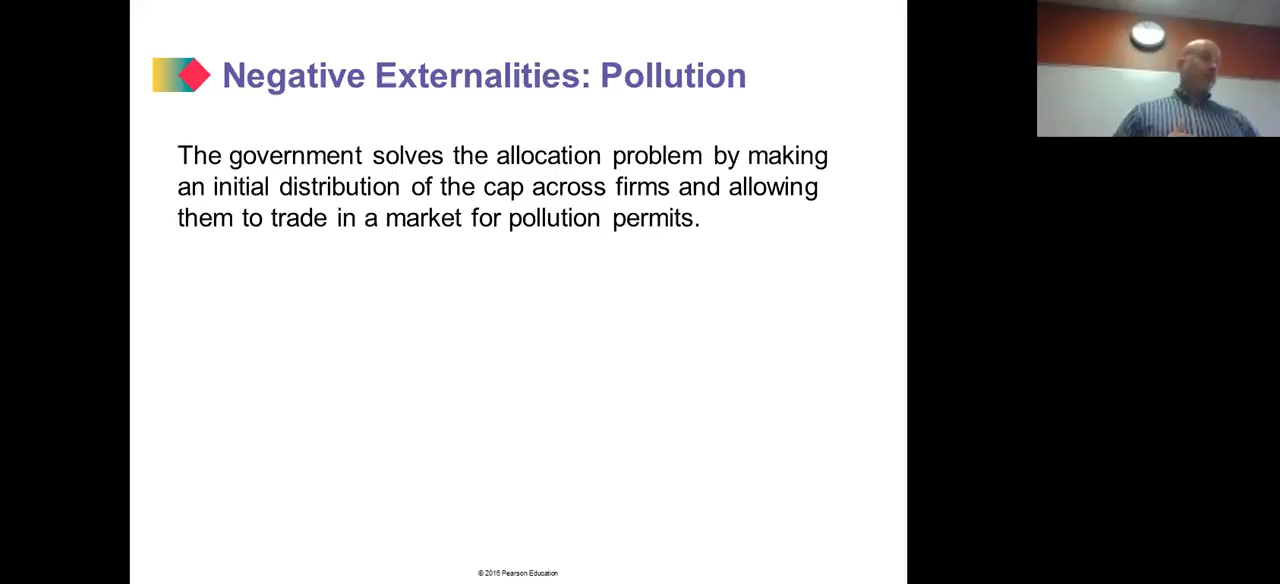 Negative Externalities: Pollution
The government solves the allocation problem by making
an initial distribution of the cap across firms and allowing
them to trade in a market for pollution permits.
© 2016 Pearson Education